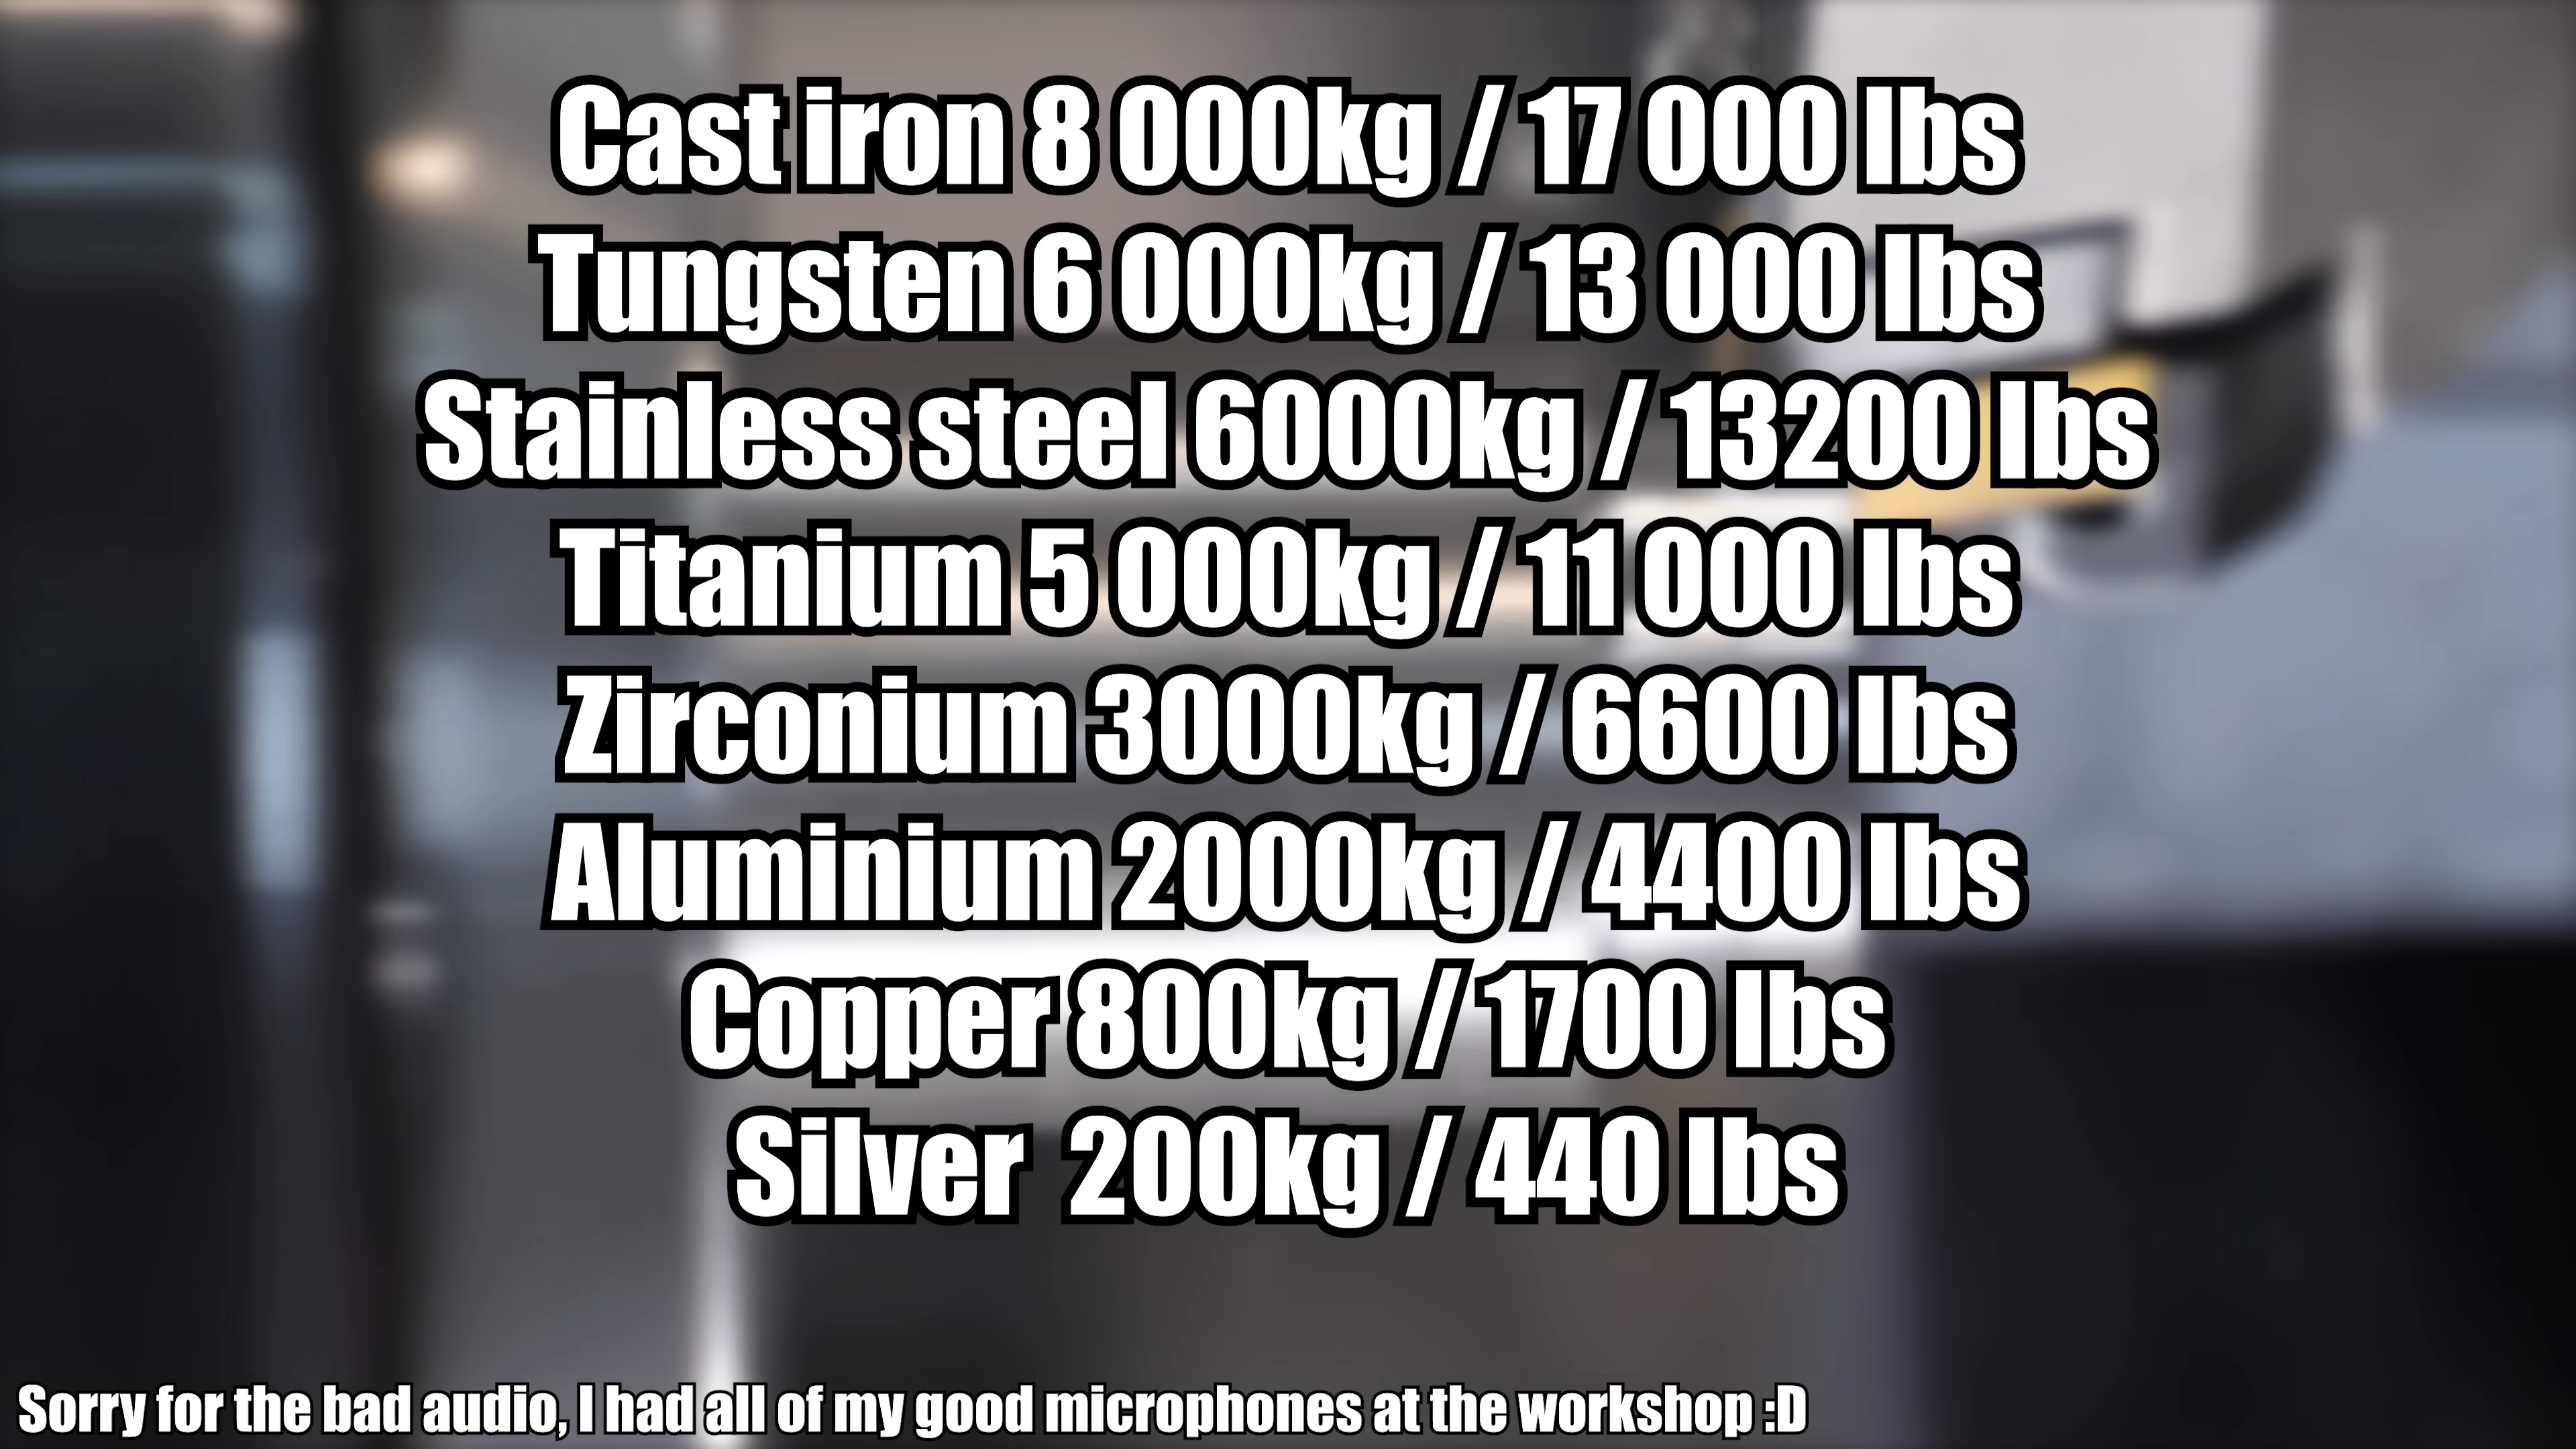 Cast iron 8 000kg / 17 000 lbs
Tungsten 6 000kg / 13 000 lbs
Stainless steel 6000kg / 13200 lbs
Titanium 5 000kg / 11 000 lbs
Zirconium 3000kg / 6600 lbs
Aluminium 2000kg / 4400 lbs
Copper 800kg / 1700 lbs
Silver  200kg / 440 lbs
Sorry for the bad audio, I had all of my good microphones at the workshop :D